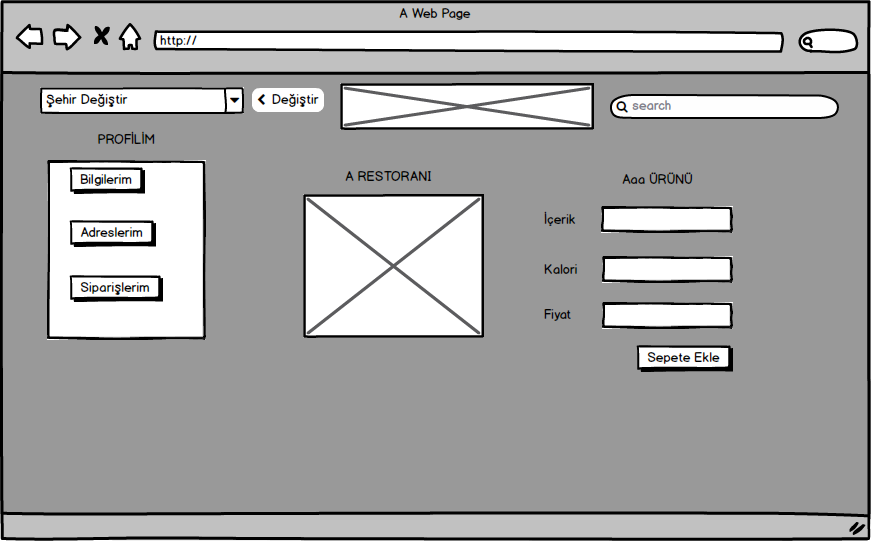 A Web Page
http://
Şehir Değiştir
Değiştir
search
PROFİLİM
Bilgilerim
Adreslerim
Siparişlerim
A RESTORANI
Aaa ÜRÜNÜ
İçerik
Kalori
Fiyat
Sepete Ekle